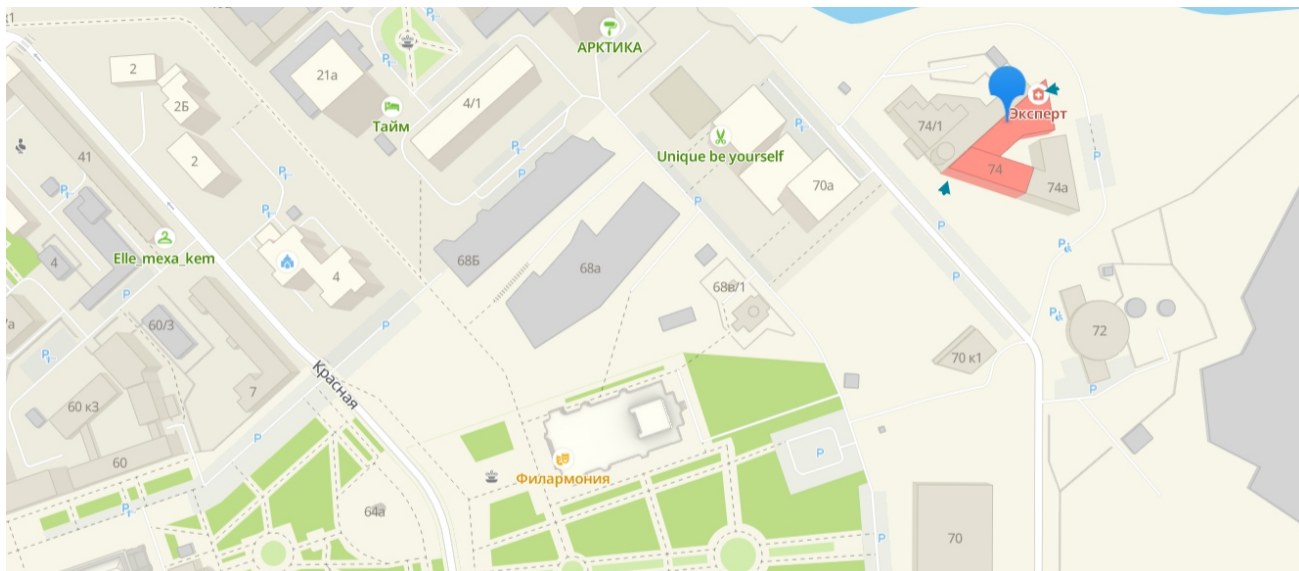 АРКТИКА
21а
2
2Б
4/1
Тайм
2
41
Эксперт
74/1
74
74а
Unique be yourself
70а
P
Elle_mexa_kem
4
4
68Б
68а
68в/1
60/3
7
60 к3
60
Красная
70 к1
72
Филармония
64а
70